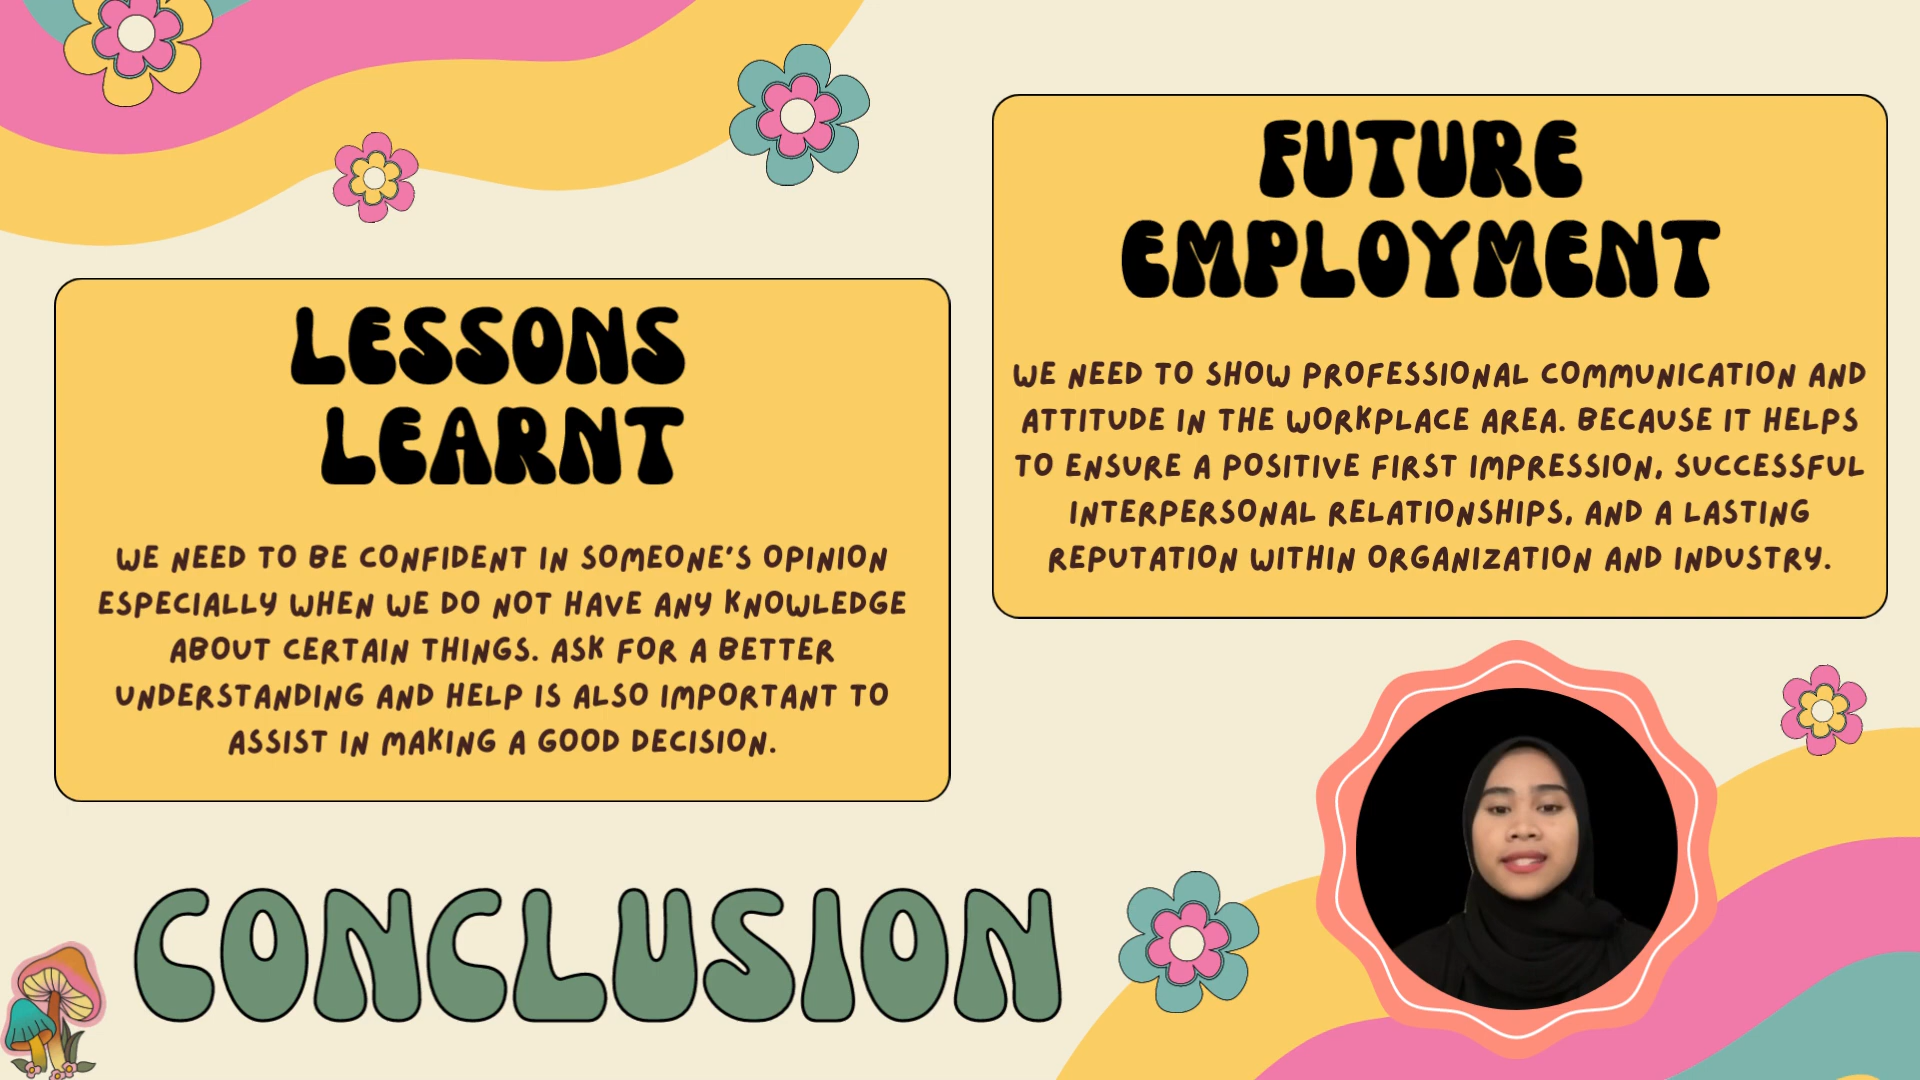 LESSONS
LEARNT
WE NEED TO BE CONFIDENT IN SOMEONE'S OPINION
ESPECIALLY WHEN WE DO NOT HAVE ANY KNOWLEDGE
ABOUT CERTAIN THINGS. ASK FOR A BETTER
UNDERSTANDING AND HELP IS ALSO IMPORTANT TO
ASSIST IN MAKING A GOOD DECISION.
FUTURE
EMPLOYMENT
WE NEED TO SHOW PROFESSIONAL COMMUNICATION AND
ATTITUDE IN THE WORKPLACE AREA. BECAUSE IT HELPS
TO ENSURE A POSITIVE FIRST IMPRESSION, SUCCESSFUL
INTERPERSONAL RELATIONSHIPS, AND A LASTING
REPUTATION WITHIN ORGANIZATION AND INDUSTRY.
CONCLUSION